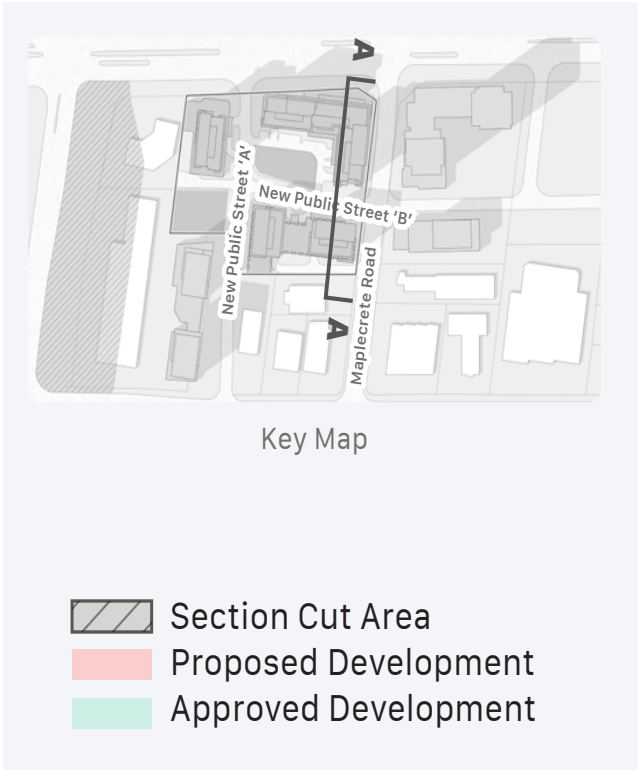 A
New Public Street ‘A’
New Public Street ‘B’
Maplecrete Road
A
Key Map
Section Cut Area
Proposed Development
Approved Development